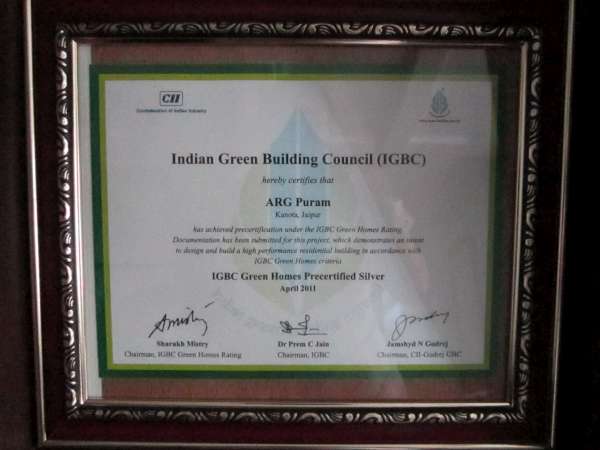 CII
Confederation of Indian Industry
Indian Green Building Council (IGBC)
hereby certifies that
ARG Puram
Kanota, Jaipur
has achieved precertification under the IGBC Green Homes Rating.
Documentation has been submitted for this project, which demonstrates an intent
to design and build a high performance residential building in accordance with
IGBC Green Homes criteria
IGBC Green Homes Precertified Silver
April 2011
Sharukh Mistry
Chairman, IGBC Green Homes Rating
Dr Prem C Jain
Chairman, IGBC
Jamshyd N Godrej
Chairman, CII-Godrej GBC